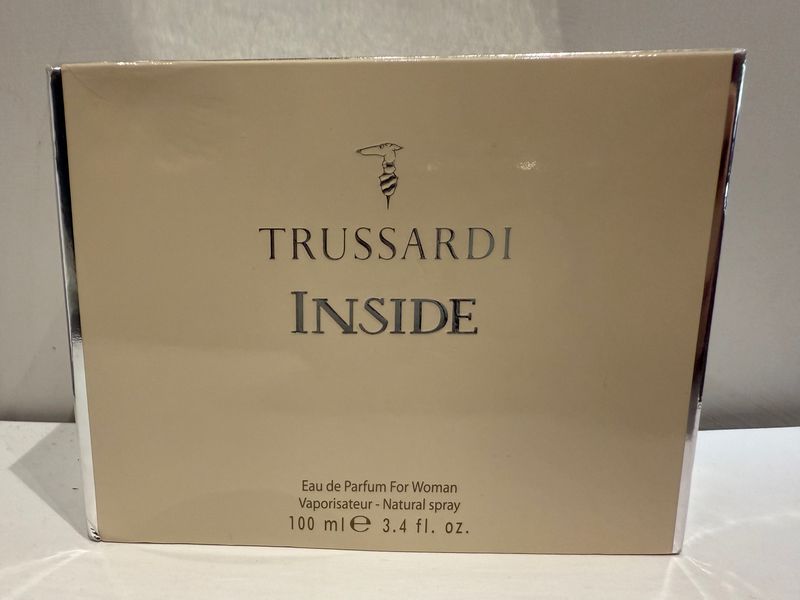 TRUSSARDI
INSIDE
Eau de Parfum For Woman
Vaporisateur - Natural spray
100 ml ℮ 3.4 fl. oz.